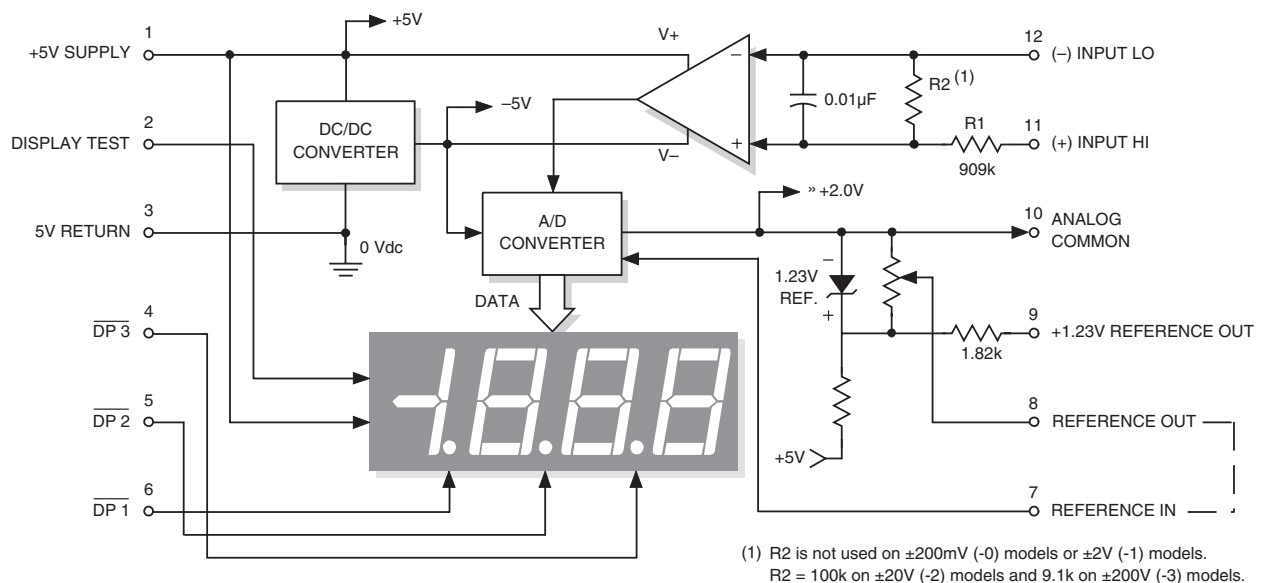 1
+5V SUPPLY
+5V
V+
12
(–) INPUT LO
0.01µF
R2 (1)
–5V
2
DISPLAY TEST
DC/DC
CONVERTER
–
+
V–
R1
909k
11
(+) INPUT HI
3
5V RETURN
0 Vdc
A/D
CONVERTER
» +2.0V
10
ANALOG
COMMON
DATA
–
1.23V
REF.
+
4
DP 3
1.82k
9
+1.23V REFERENCE OUT
-1.8.8.8
5
DP 2
8
REFERENCE OUT
+5V
6
DP 1
7
REFERENCE IN
(1) R2 is not used on ±200mV (-0) models or ±2V (-1) models.
R2 = 100k on ±20V (-2) models and 9.1k on ±200V (-3) models.